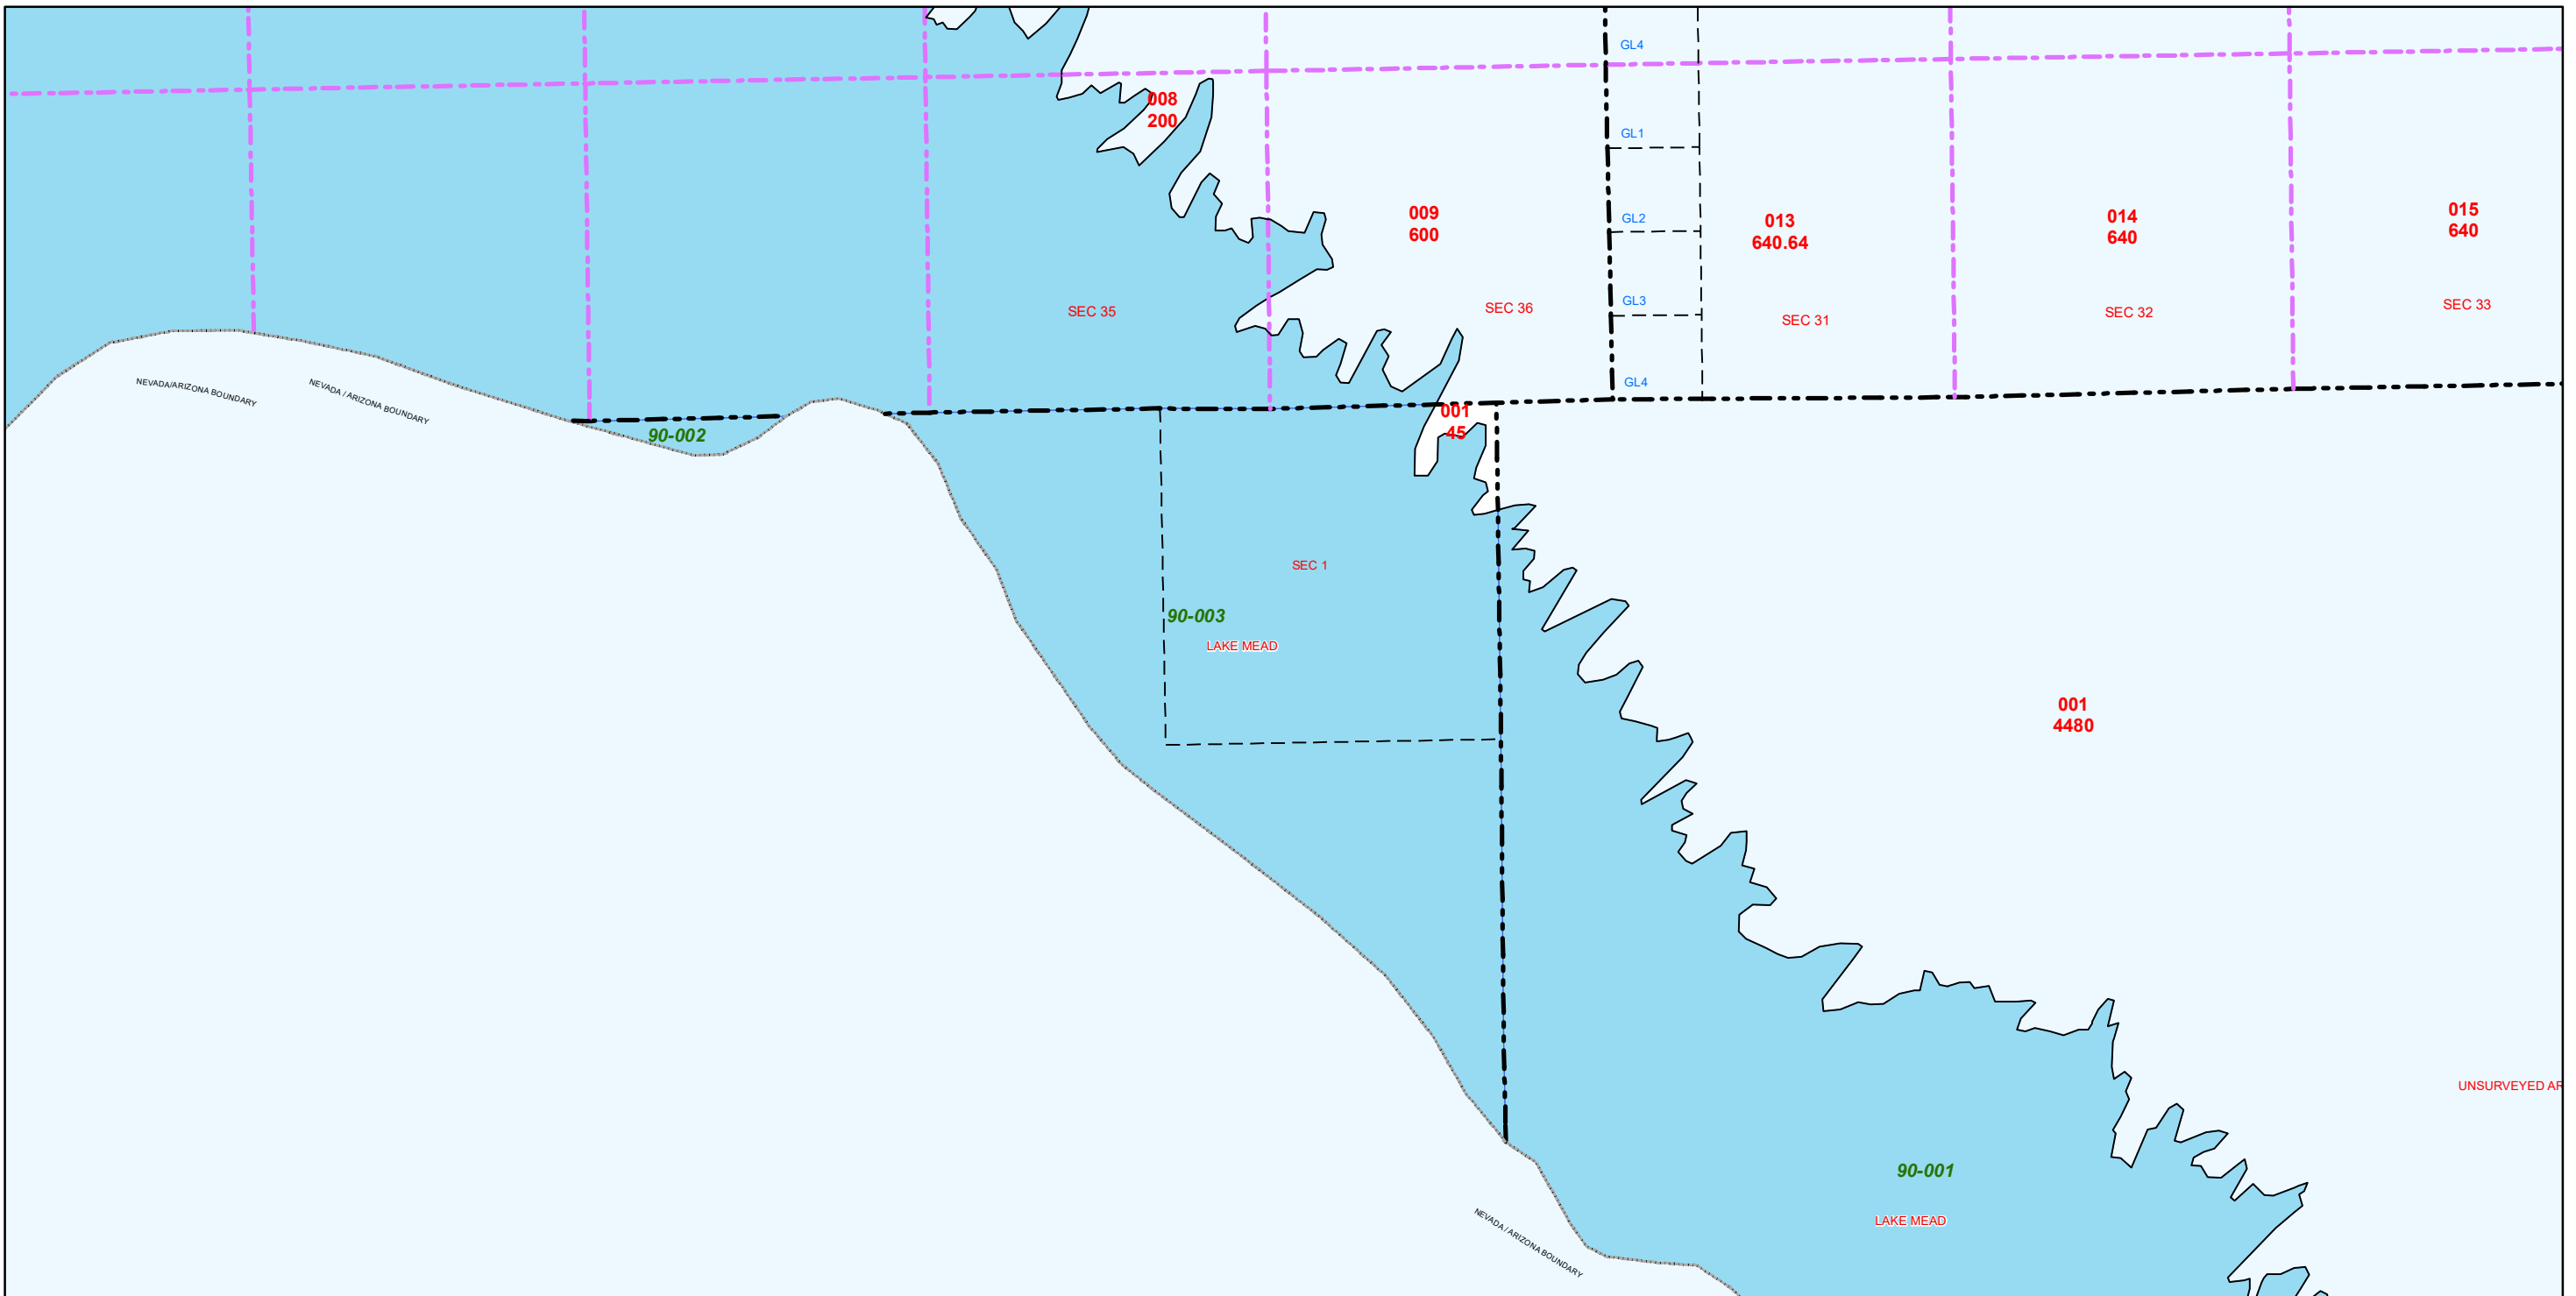 GL4
008
200
GL1
009
600
GL2
013
640.64
014
640
015
640
SEC 35
SEC 36
GL3
SEC 31
SEC 32
SEC 33
NEVADA/ARIZONA BOUNDARY
NEVADA / ARIZONA BOUNDARY
GL4
001
45
90-002
SEC 1
90-003
LAKE MEAD
001
4480
UNSURVEYED AR
90-001
LAKE MEAD
NEVADA / ARIZONA BOUNDARY